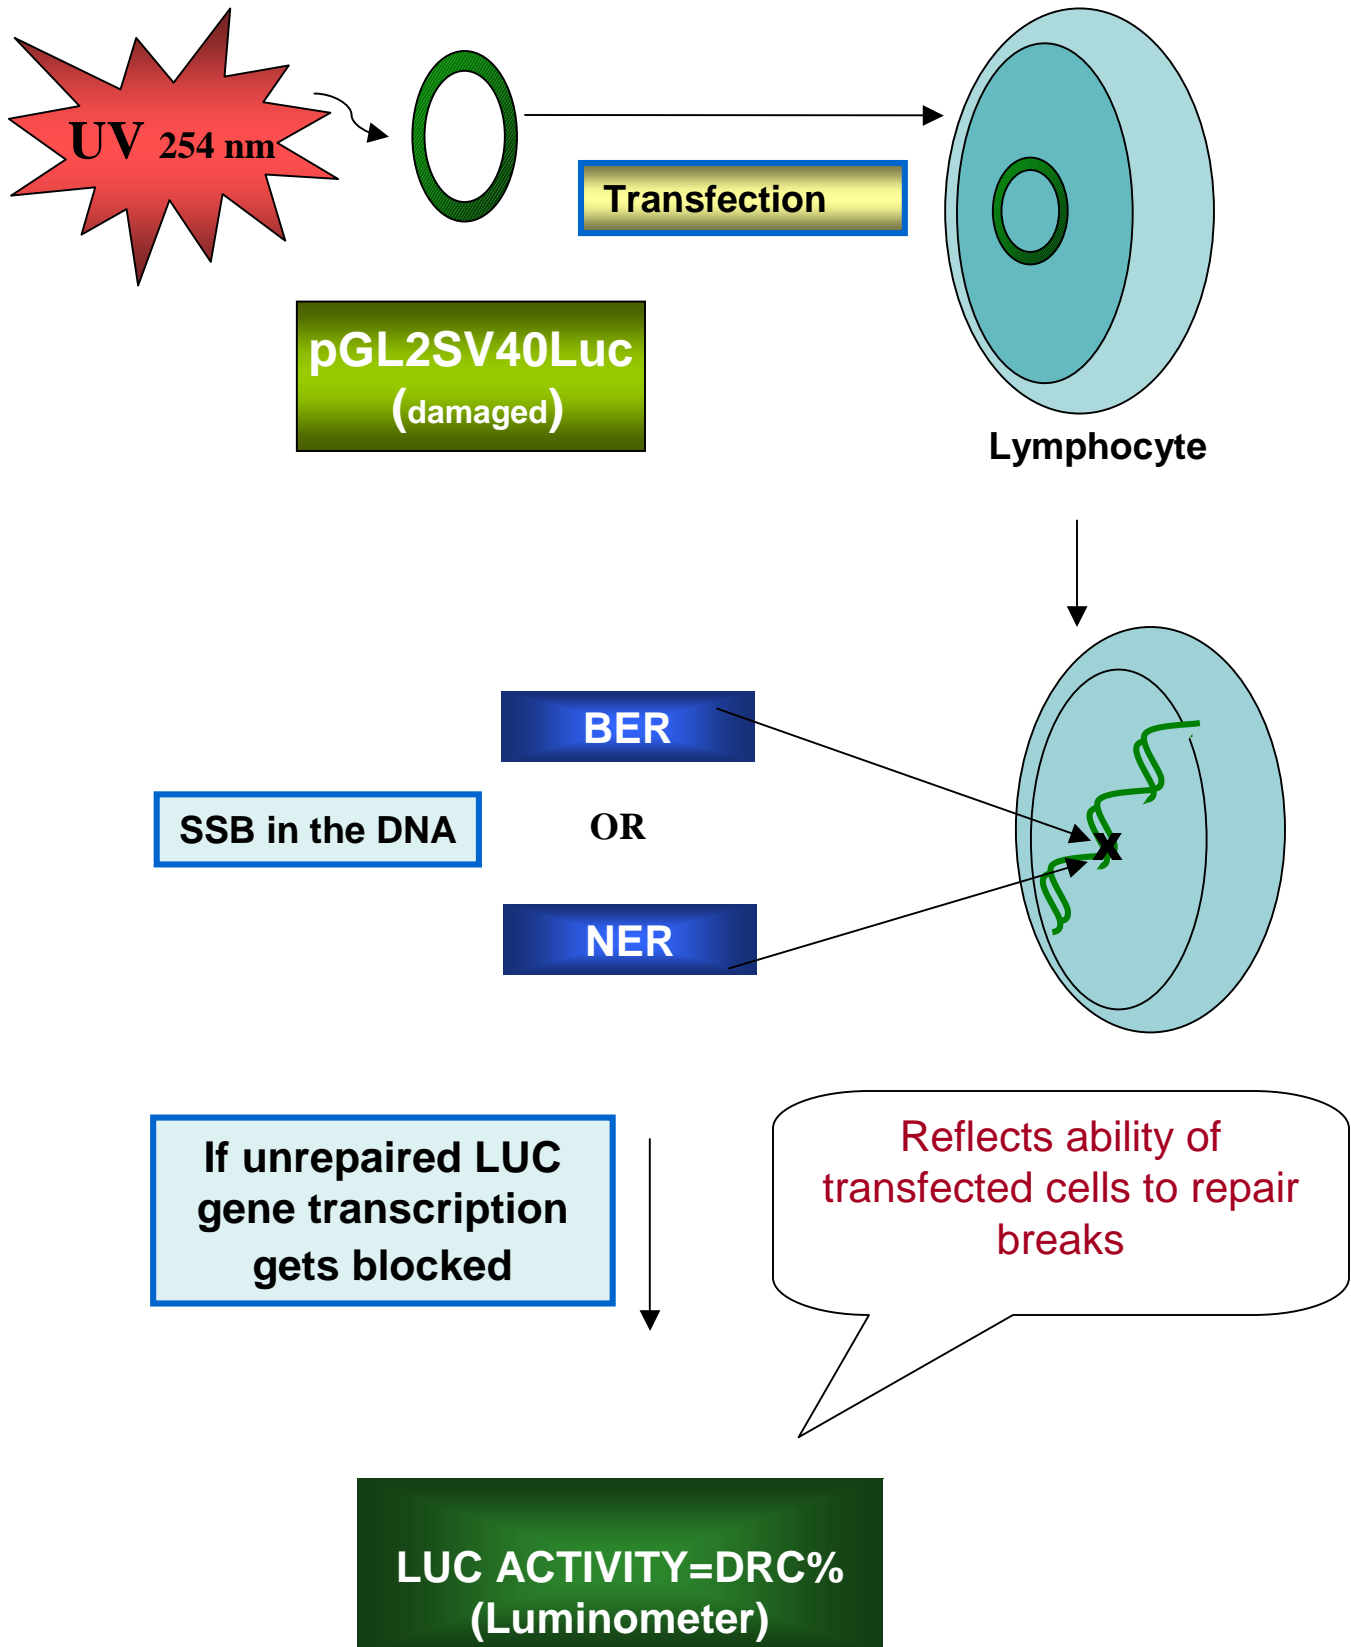 UV 254 nm
Transfection
pGL2SV40Luc
(damaged)
Lymphocyte
BER
SSB in the DNA
OR
X
NER
If unrepaired LUC
gene transcription
gets blocked
Reflects ability of
transfected cells to repair
breaks
LUC ACTIVITY=DRC%
(Luminometer)